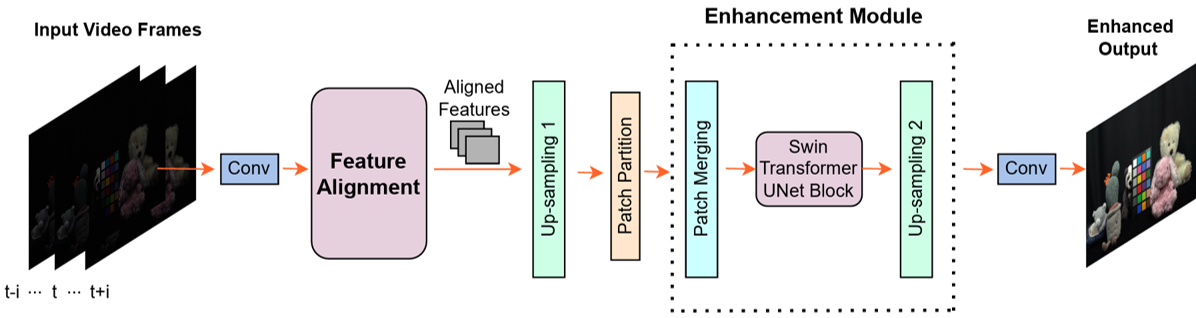 Enhancement Module
Input Video Frames
Enhanced
Output
Aligned
Features
Conv
Feature
Alignment
Up-sampling 1
Patch Partition
Patch Merging
Swin
Transformer
UNet Block
Up-sampling 2
Conv
t-i ··· t ··· t+i